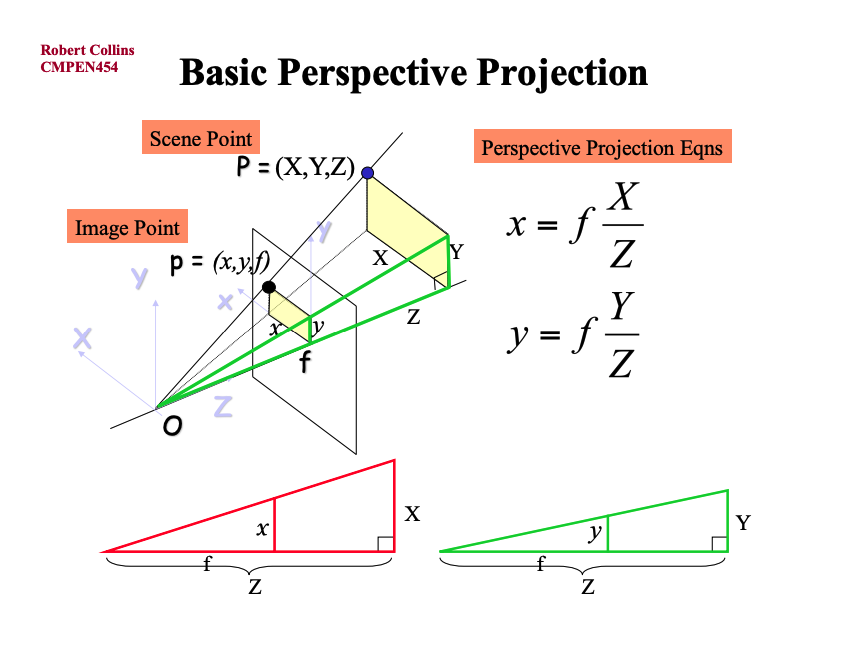 Robert Collins
CMPEN454
Basic Perspective Projection
Scene Point
P = (X,Y,Z)
Perspective Projection Eqns
x = f X/Z
y = f Y/Z
Image Point
p = (x,y,f)
y
Y
x
X
X
Y
Z
x
y
f
Z
O
x
X
f
Z
y
Y
f
Z